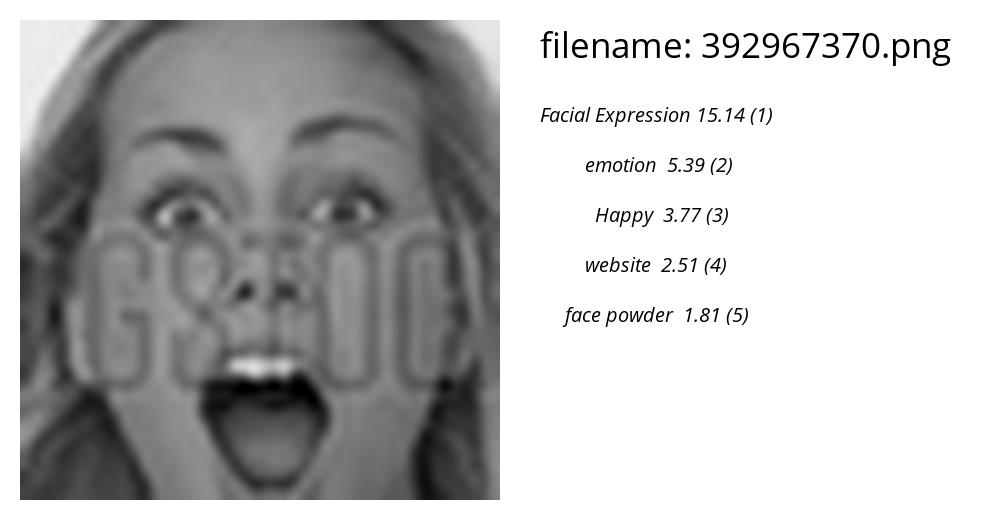 filename: 392967370.png
Facial Expression 15.14 (1)
emotion 5.39 (2)
Happy 3.77 (3)
website 2.51 (4)
face powder 1.81 (5)